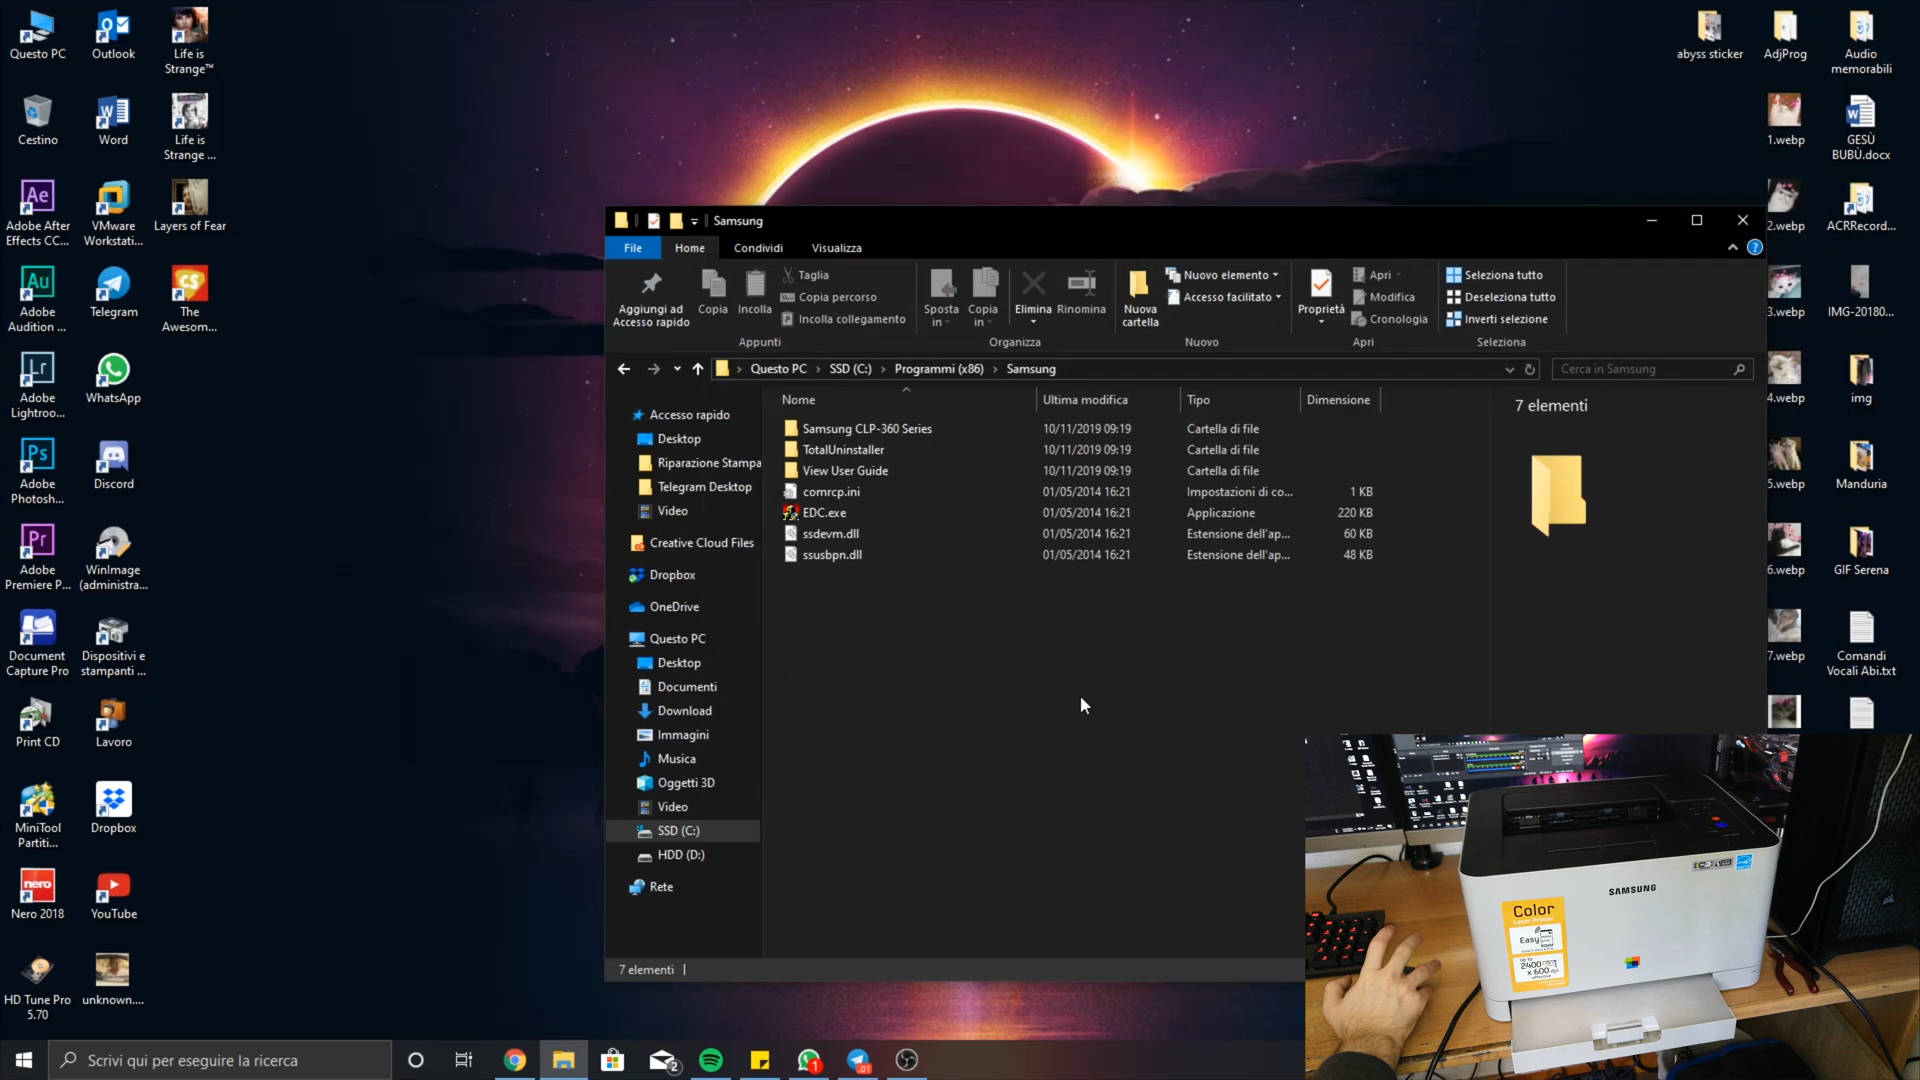 Questo PC
Outlook
Life is
Strange™
Cestino
Word
Life is
Strange ...
Adobe After
Effects CC...
VMware
Workstati...
Layers of Fear
Adobe
Audition ...
Telegram
The
Awesom...
Adobe
Lightroo...
WhatsApp
Adobe
Photosh...
Discord
Adobe
Premiere P...
WinImage
(administra...
Document
Capture Pro
Dispositivi e
stampanti ...
Print CD
Lavoro
MiniTool
Partiti...
Dropbox
Nero 2018
YouTube
HD Tune Pro
5.70
unknown....
abyss sticker
AdjProg
Audio
memorabili
1.webp
GESÙ
BUBÙ.docx
2.webp
ACRRecord...
3.webp
IMG-20180...
4.webp
img
5.webp
Manduria
6.webp
GIF Serena
7.webp
Comandi
Vocali Abi.txt
Samsung
File
Home
Condividi
Visualizza
Aggiungi ad
Accesso rapido
Copia
Incolla
Taglia
Copia percorso
Incolla collegamento
Appunti
Sposta
in
Copia
in
Elimina
Rinomina
Organizza
Nuova
cartella
Nuovo elemento
Accesso facilitato
Nuovo
Proprietà
Apri
Modifica
Cronologia
Apri
Seleziona tutto
Deseleziona tutto
Inverti selezione
Seleziona
Questo PC > SSD (C:) > Programmi (x86) > Samsung
Cerca in Samsung
Accesso rapido
Desktop
Riparazione Stampa
Telegram Desktop
Video
Creative Cloud Files
Dropbox
OneDrive
Questo PC
Desktop
Documenti
Download
Immagini
Musica
Oggetti 3D
Video
SSD (C:)
HDD (D:)
Rete
Nome Ultima modifica Tipo Dimensione
Samsung CLP-360 Series 10/11/2019 09:19 Cartella di file
TotalUninstaller 10/11/2019 09:19 Cartella di file
View User Guide 10/11/2019 09:19 Cartella di file
comrcp.ini 01/05/2014 16:21 Impostazioni di co... 1 KB
EDC.exe 01/05/2014 16:21 Applicazione 220 KB
ssdevm.dll 01/05/2014 16:21 Estensione dell'ap... 60 KB
ssusbpn.dll 01/05/2014 16:21 Estensione dell'ap... 48 KB
7 elementi
7 elementi
SAMSUNG
Color
Laser Printer
Easy
Up to
2400
x 600 dpi
Scrivi qui per eseguire la ricerca
2
1